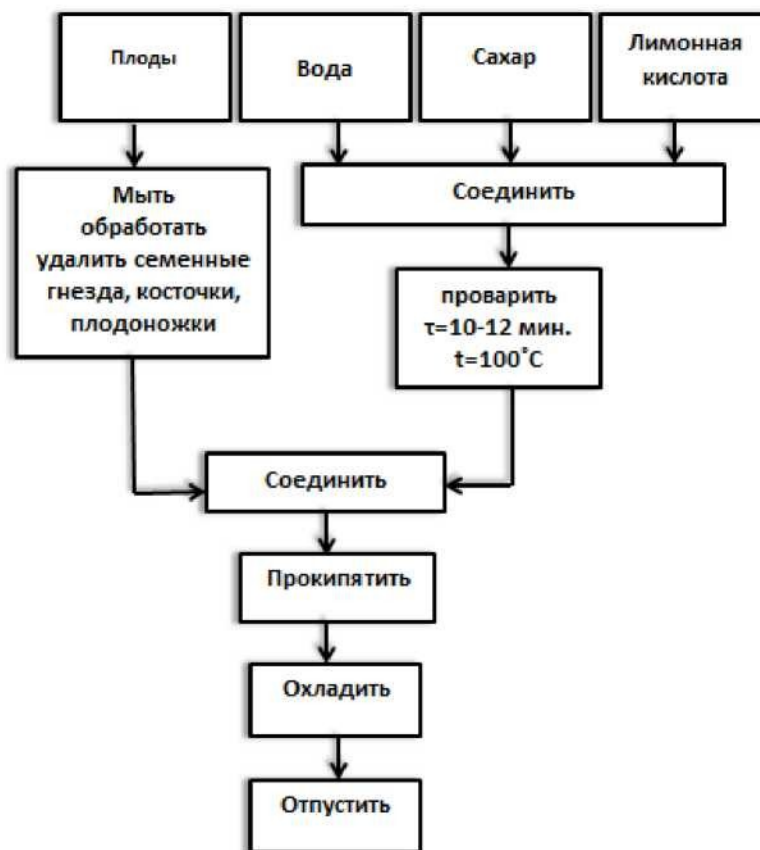 Плоды
Вода
Сахар
Лимонная
кислота
Мыть
обработать
удалить семенные
гнезда, косточки,
плодоножки
Соединить
проварить
τ=10-12 мин.
t=100˚С
Соединить
Прокипятить
Охладить
Отпустить